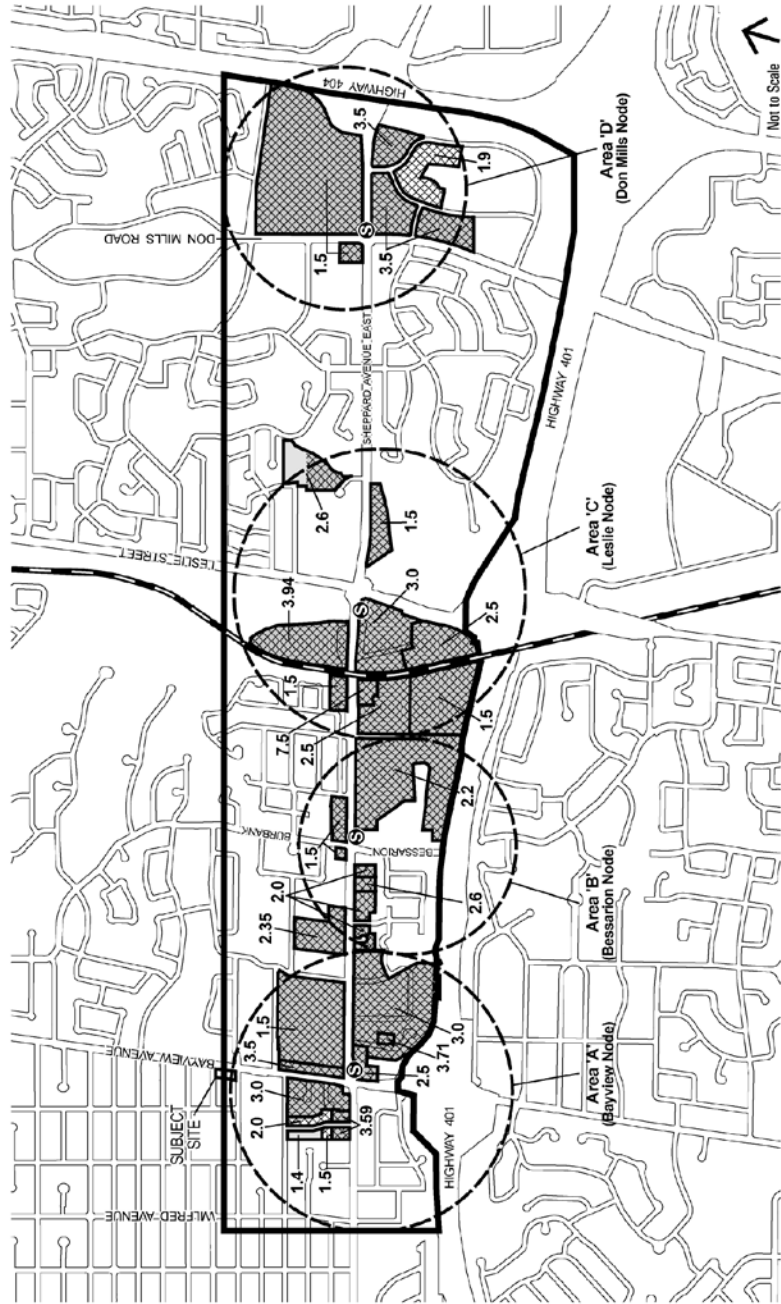 HIGHWAY 404
DON MILLS ROAD
3.5
1.9
1.5
3.5
S
Area 'D'
(Don Mills Node)
Not to Scale
SHEPPARD AVENUE EAST
HIGHWAY 401
2.6
1.5
LESLIE STREET
3.94
S
3.0
2.5
Area 'C'
(Leslie Node)
1.5
7.5
2.5
1.5
2.2
BURBANK
1.5
S
BESSARION
2.0
2.6
2.35
Area 'B'
(Bessarion Node)
BAYVIEW AVENUE
3.5
1.5
S
3.0
3.71
2.5
SUBJECT
SITE
3.0
2.0
3.59
1.4
1.5
Area 'A'
(Bayview Node)
HIGHWAY 401
WILFRED AVENUE